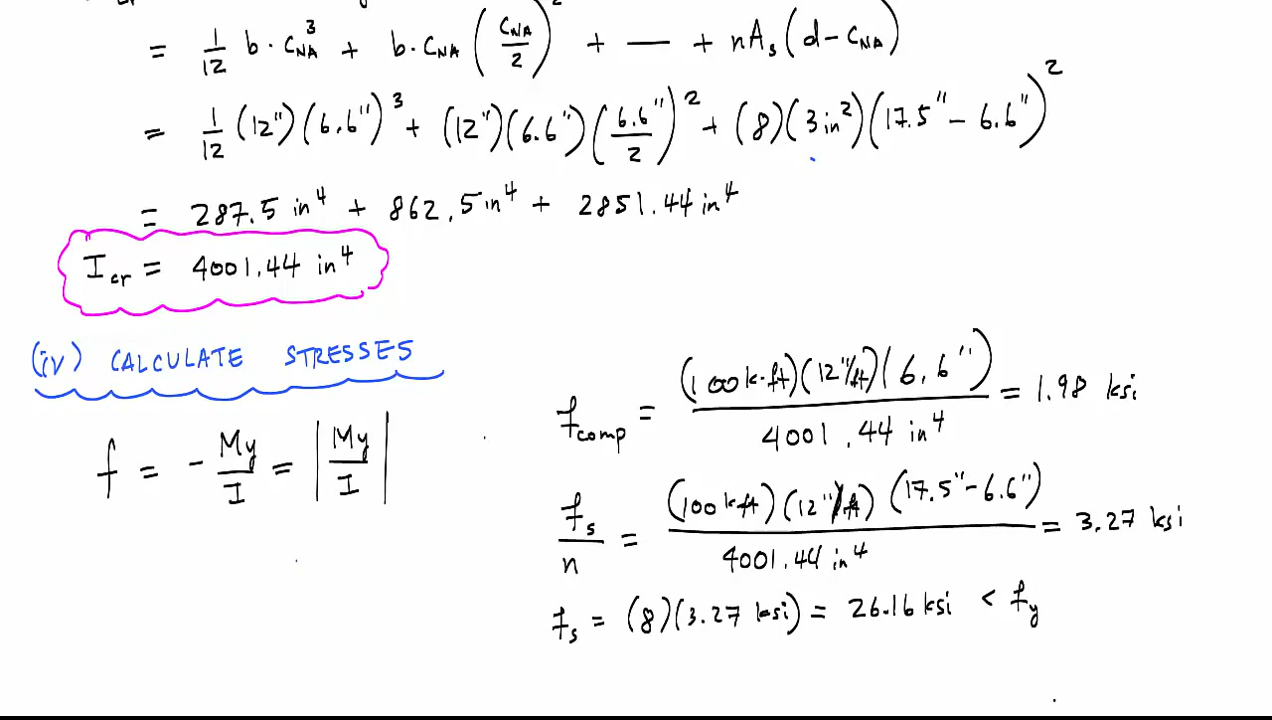 = 1/12 b · c_NA³ + b · c_NA (c_NA/2)² + — + nA_s (d - c_NA)
= 1/12 (12")(6.6")³ + (12")(6.6")(6.6"/2)² + (8)(3in²)(17.5" - 6.6")²
= 287.5 in⁴ + 862.5 in⁴ + 2851.44 in⁴
I_cr = 4001.44 in⁴
(iv) CALCULATE STRESSES
f = - My/I = |My/I|
f_comp = (100 k·ft)(12"/ft)(6.6") / 4001.44 in⁴ = 1.98 ksi
f_s/n = (100 k ft)(12"/ft)(17.5" - 6.6") / 4001.44 in⁴ = 3.27 ksi
f_s = (8)(3.27 ksi) = 26.16 ksi < f_y